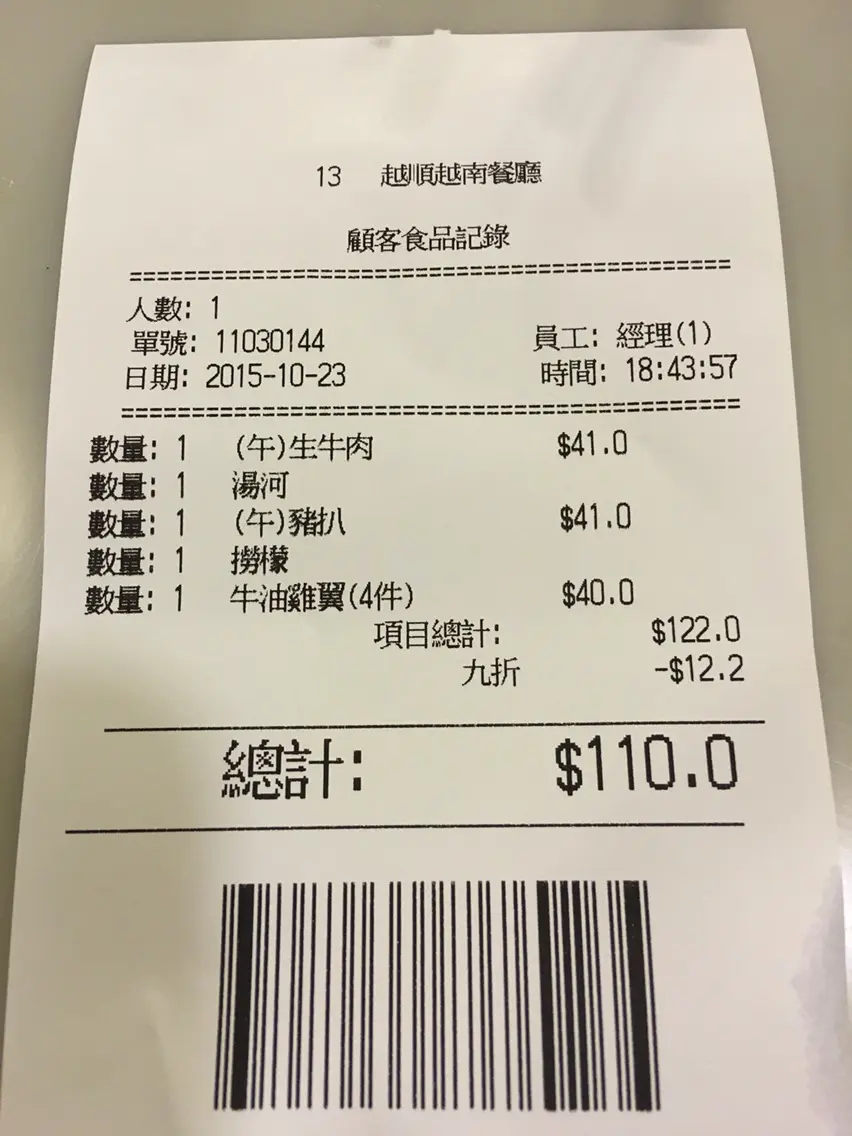 13 越順越南餐廳
顧客食品記錄
==========================================
人數: 1
單號: 11030144 員工: 經理(1)
日期: 2015-10-23 時間: 18:43:57
==========================================
數量: 1 (午)生牛肉 $41.0
數量: 1 湯河
數量: 1 (午)豬扒 $41.0
數量: 1 撈檬
數量: 1 牛油雞翼(4件) $40.0
項目總計: $122.0
九折 -$12.2
總計: $110.0